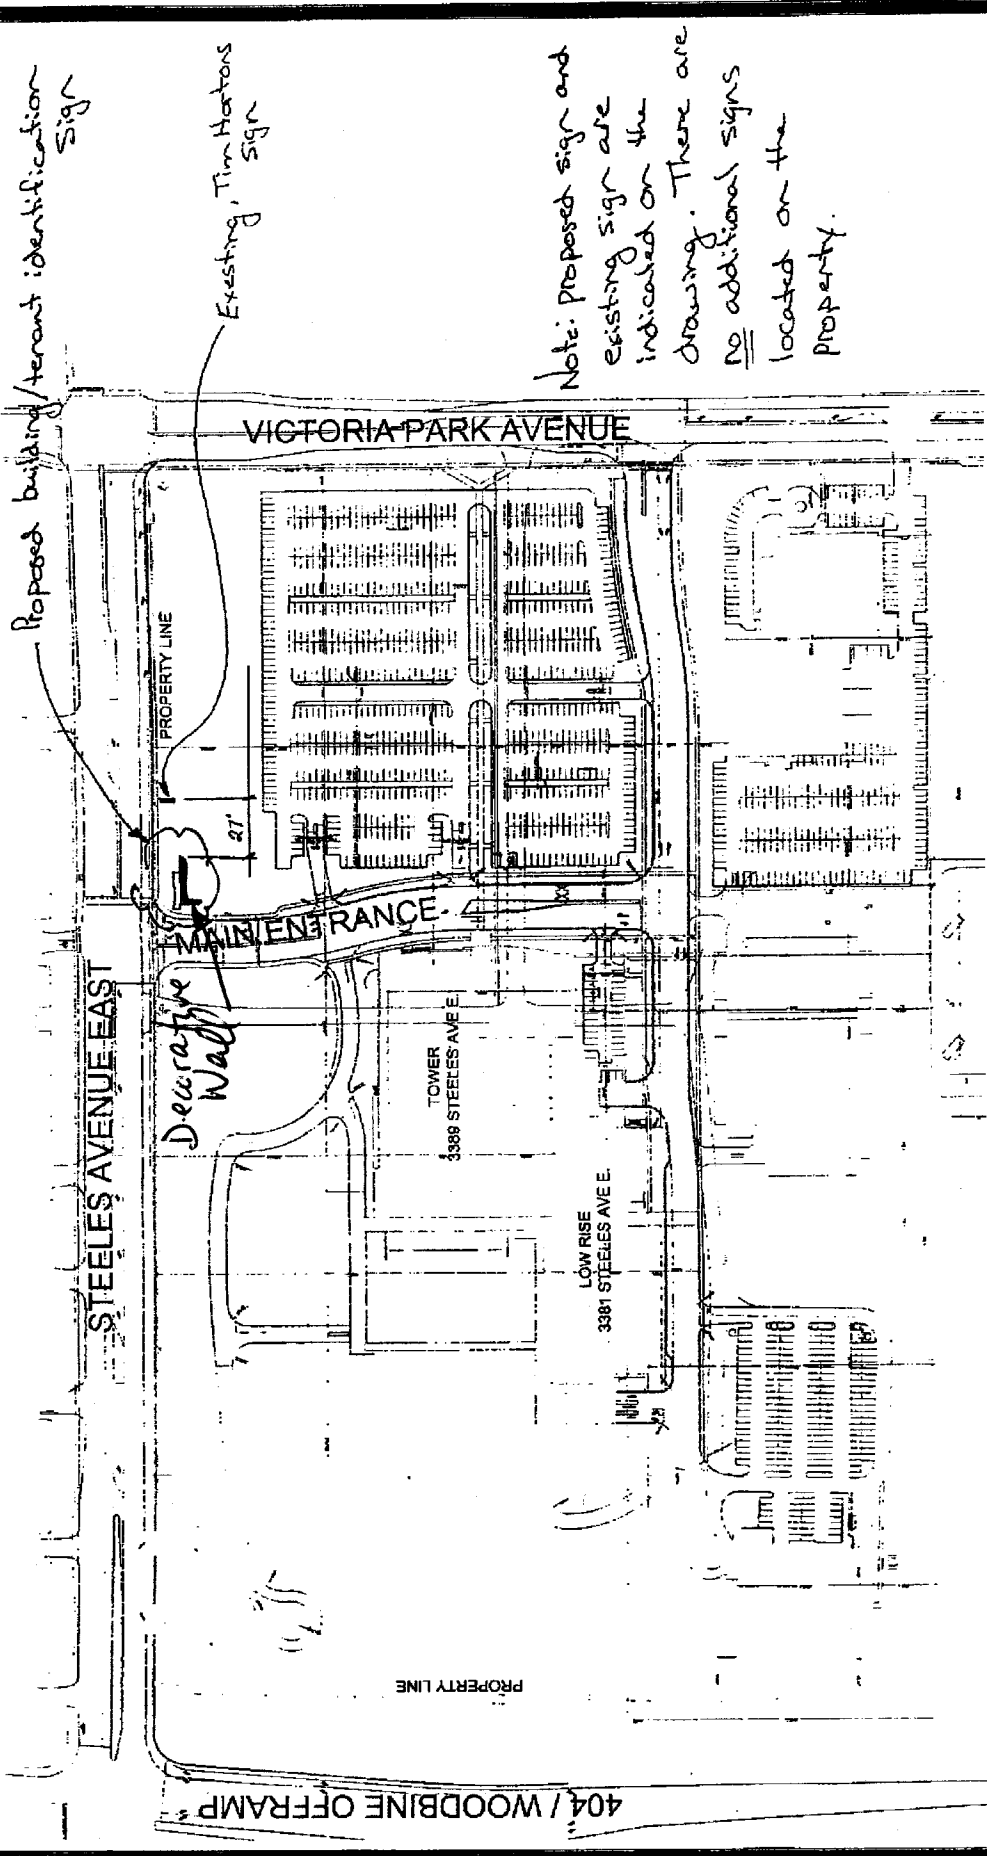 Proposed building/tenant identification
Sign
Existing, Tim Hortons
Sign
Note: proposed sign and
existing sign are
indicated on the
drawing. There are
no additional signs
located on the
property.
VICTORIA PARK AVENUE
PROPERTY LINE
27'
MAIN ENTRANCE
STEELES AVENUE EAST
Decorative
Wall
TOWER
3389 STEELES AVE E.
LOW RISE
3381 STEELES AVE E.
PROPERTY LINE
404 / WOODBINE OFFRAMP